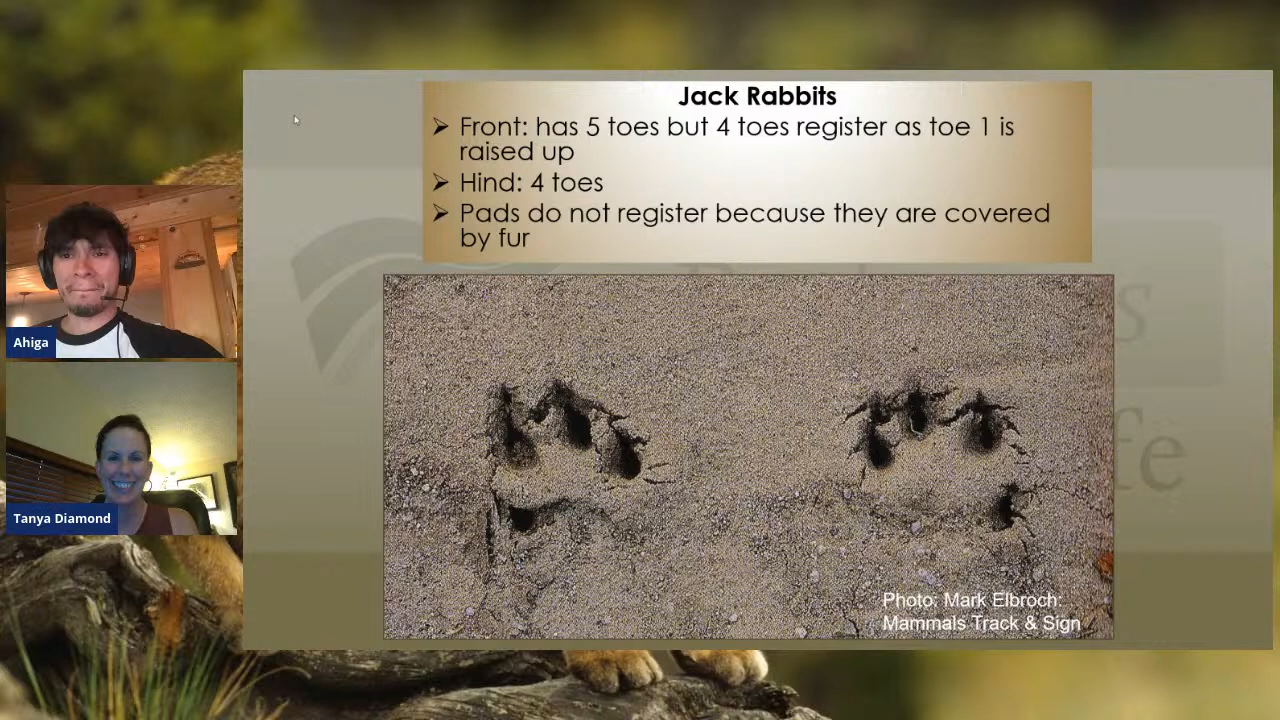 Jack Rabbits
➢ Front: has 5 toes but 4 toes register as toe 1 is
raised up
➢ Hind: 4 toes
➢ Pads do not register because they are covered
by fur
Ahiga
Tanya Diamond
Photo: Mark Elbroch:
Mammals Track & Sign